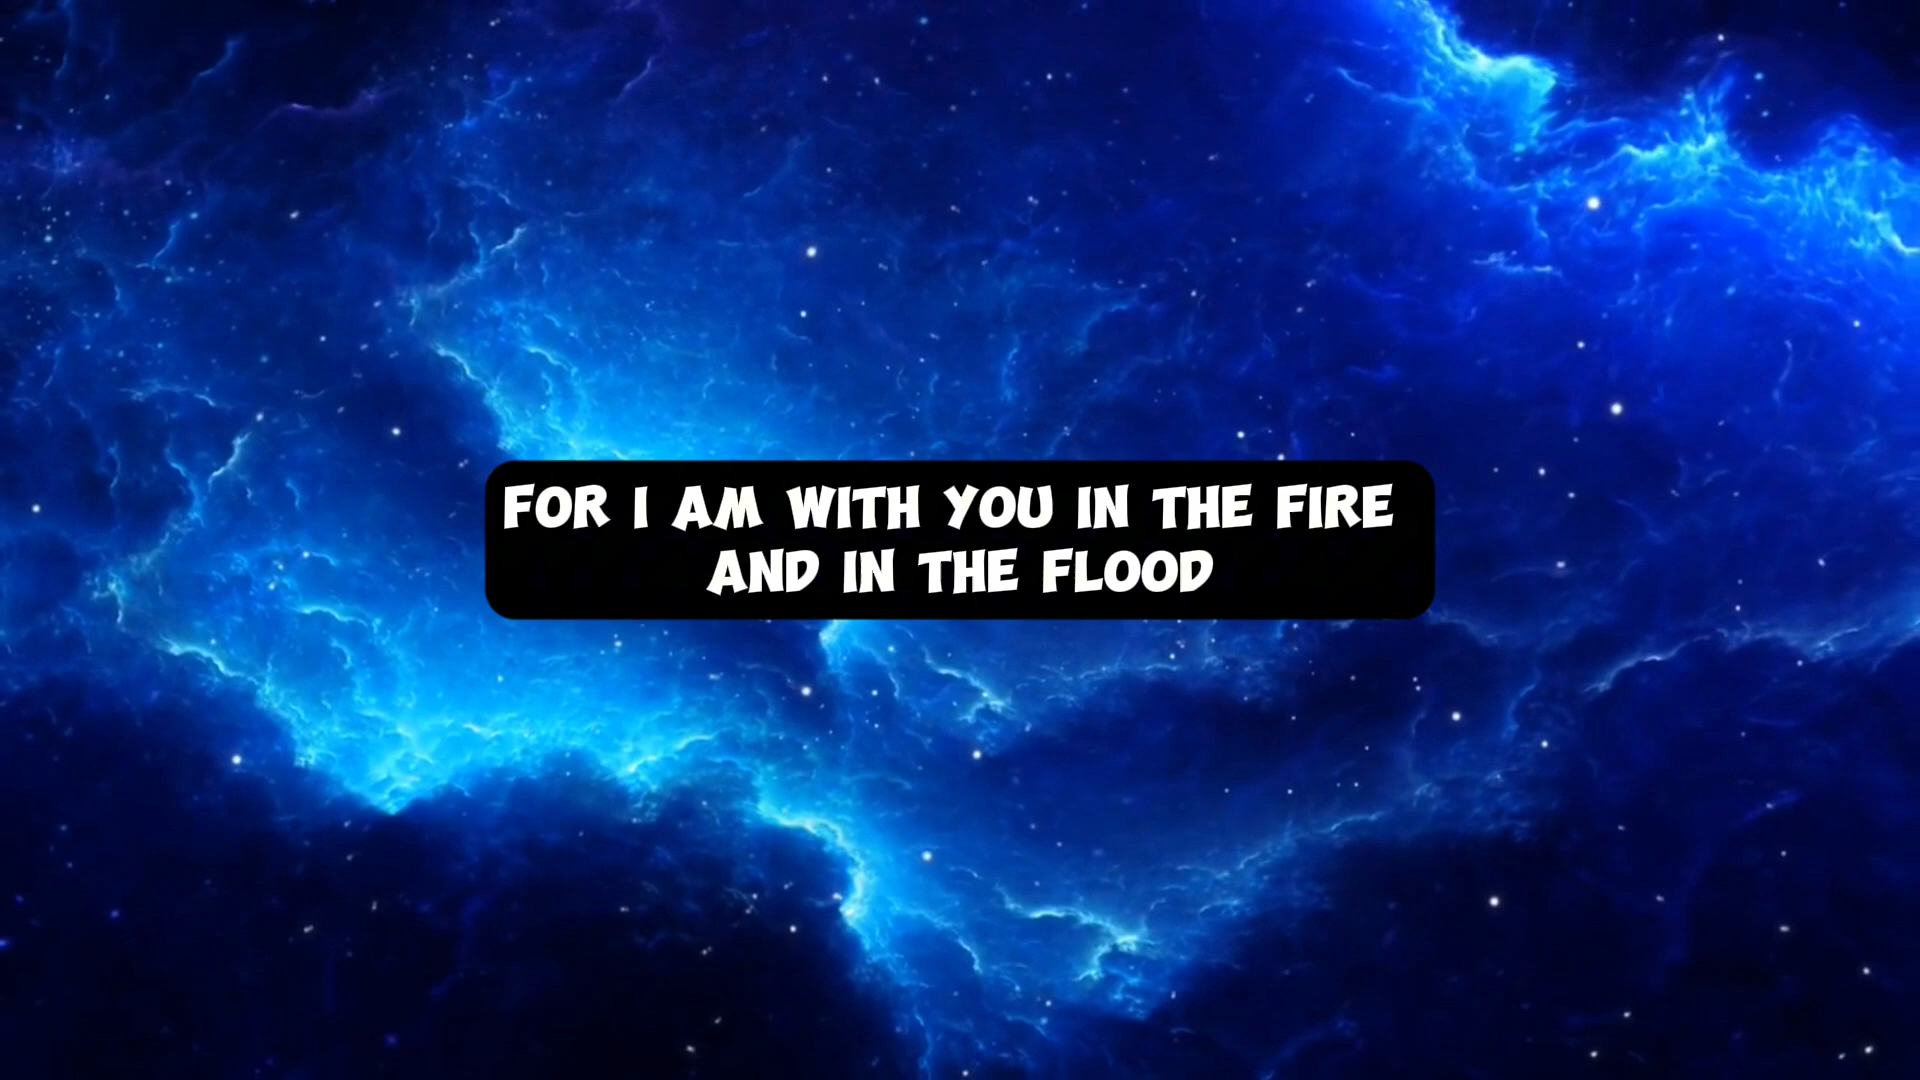 FOR I AM WITH YOU IN THE FIRE
AND IN THE FLOOD